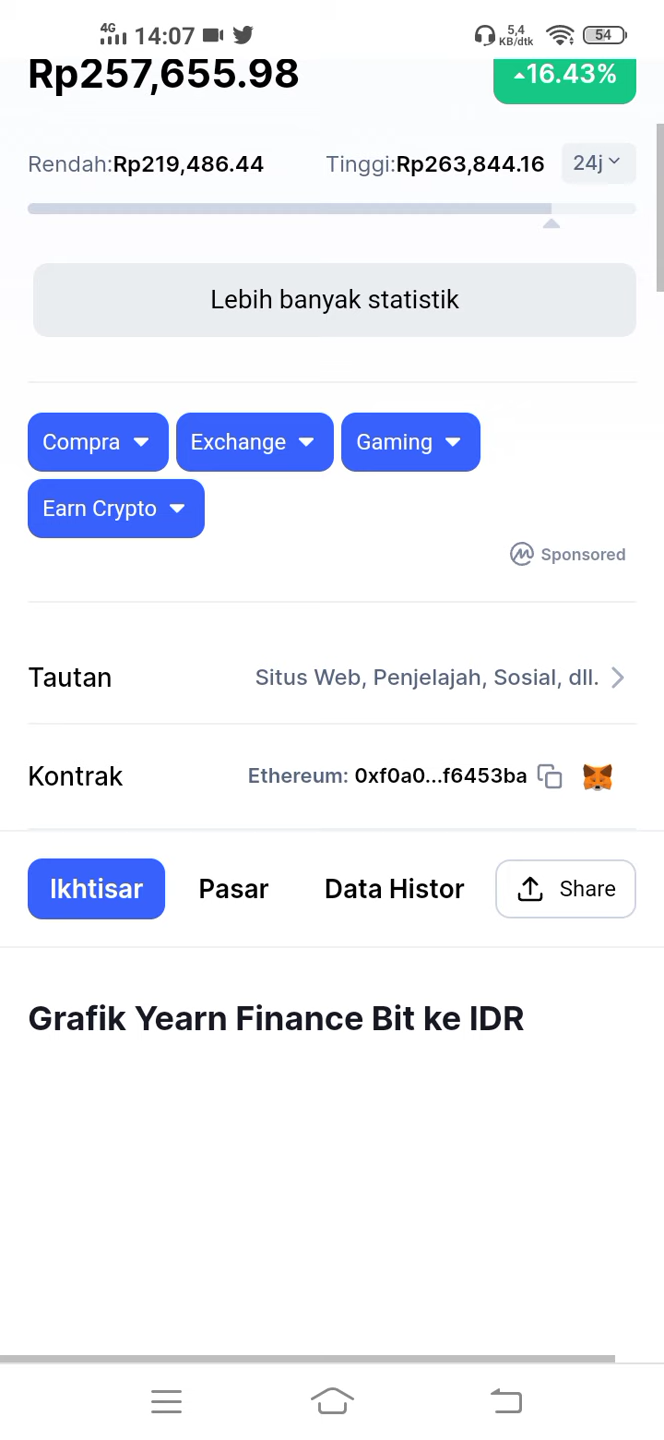 4G 14:07 5,4 KB/dtk 54
Rp257,655.98 16.43%
Rendah:Rp219,486.44 Tinggi:Rp263,844.16 24j
Lebih banyak statistik
Compra Exchange Gaming
Earn Crypto
Sponsored
Tautan Situs Web, Penjelajah, Sosial, dll.
Kontrak Ethereum: 0xf0a0...f6453ba
Ikhtisar Pasar Data Histor Share
Grafik Yearn Finance Bit ke IDR